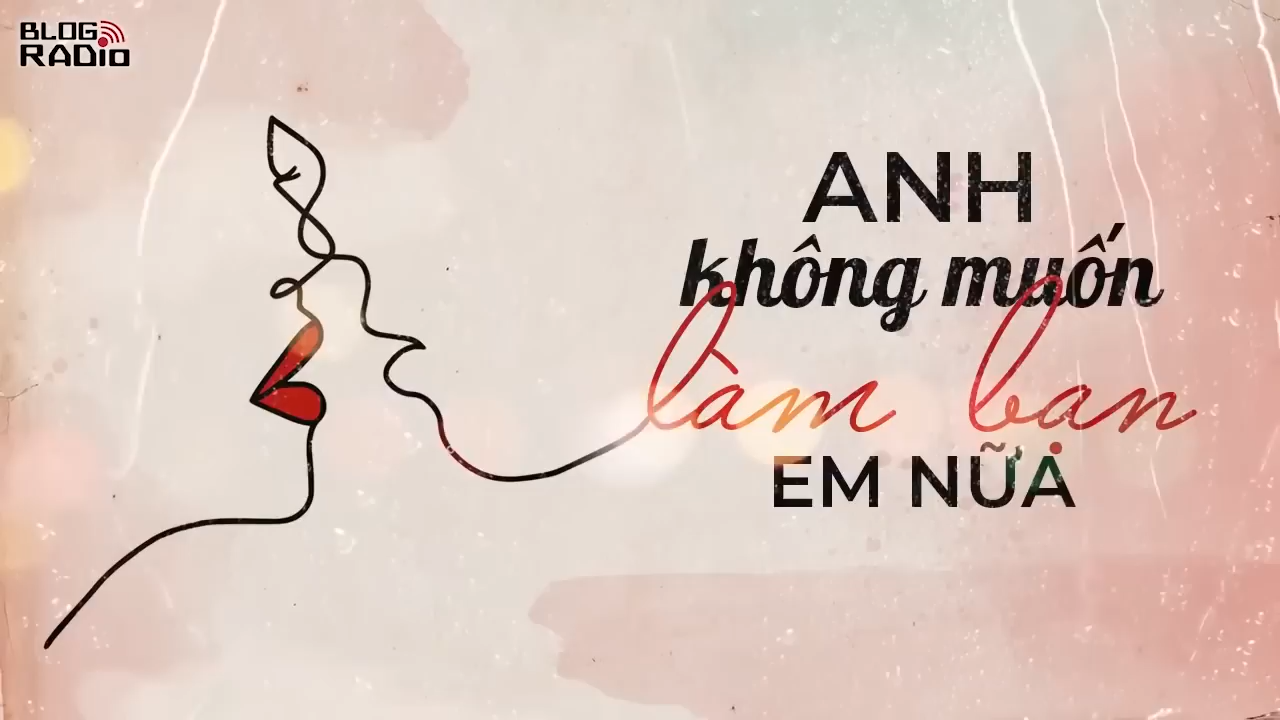 BLOG
RADIO
ANH
không muốn
làm bạn
EM NỮA